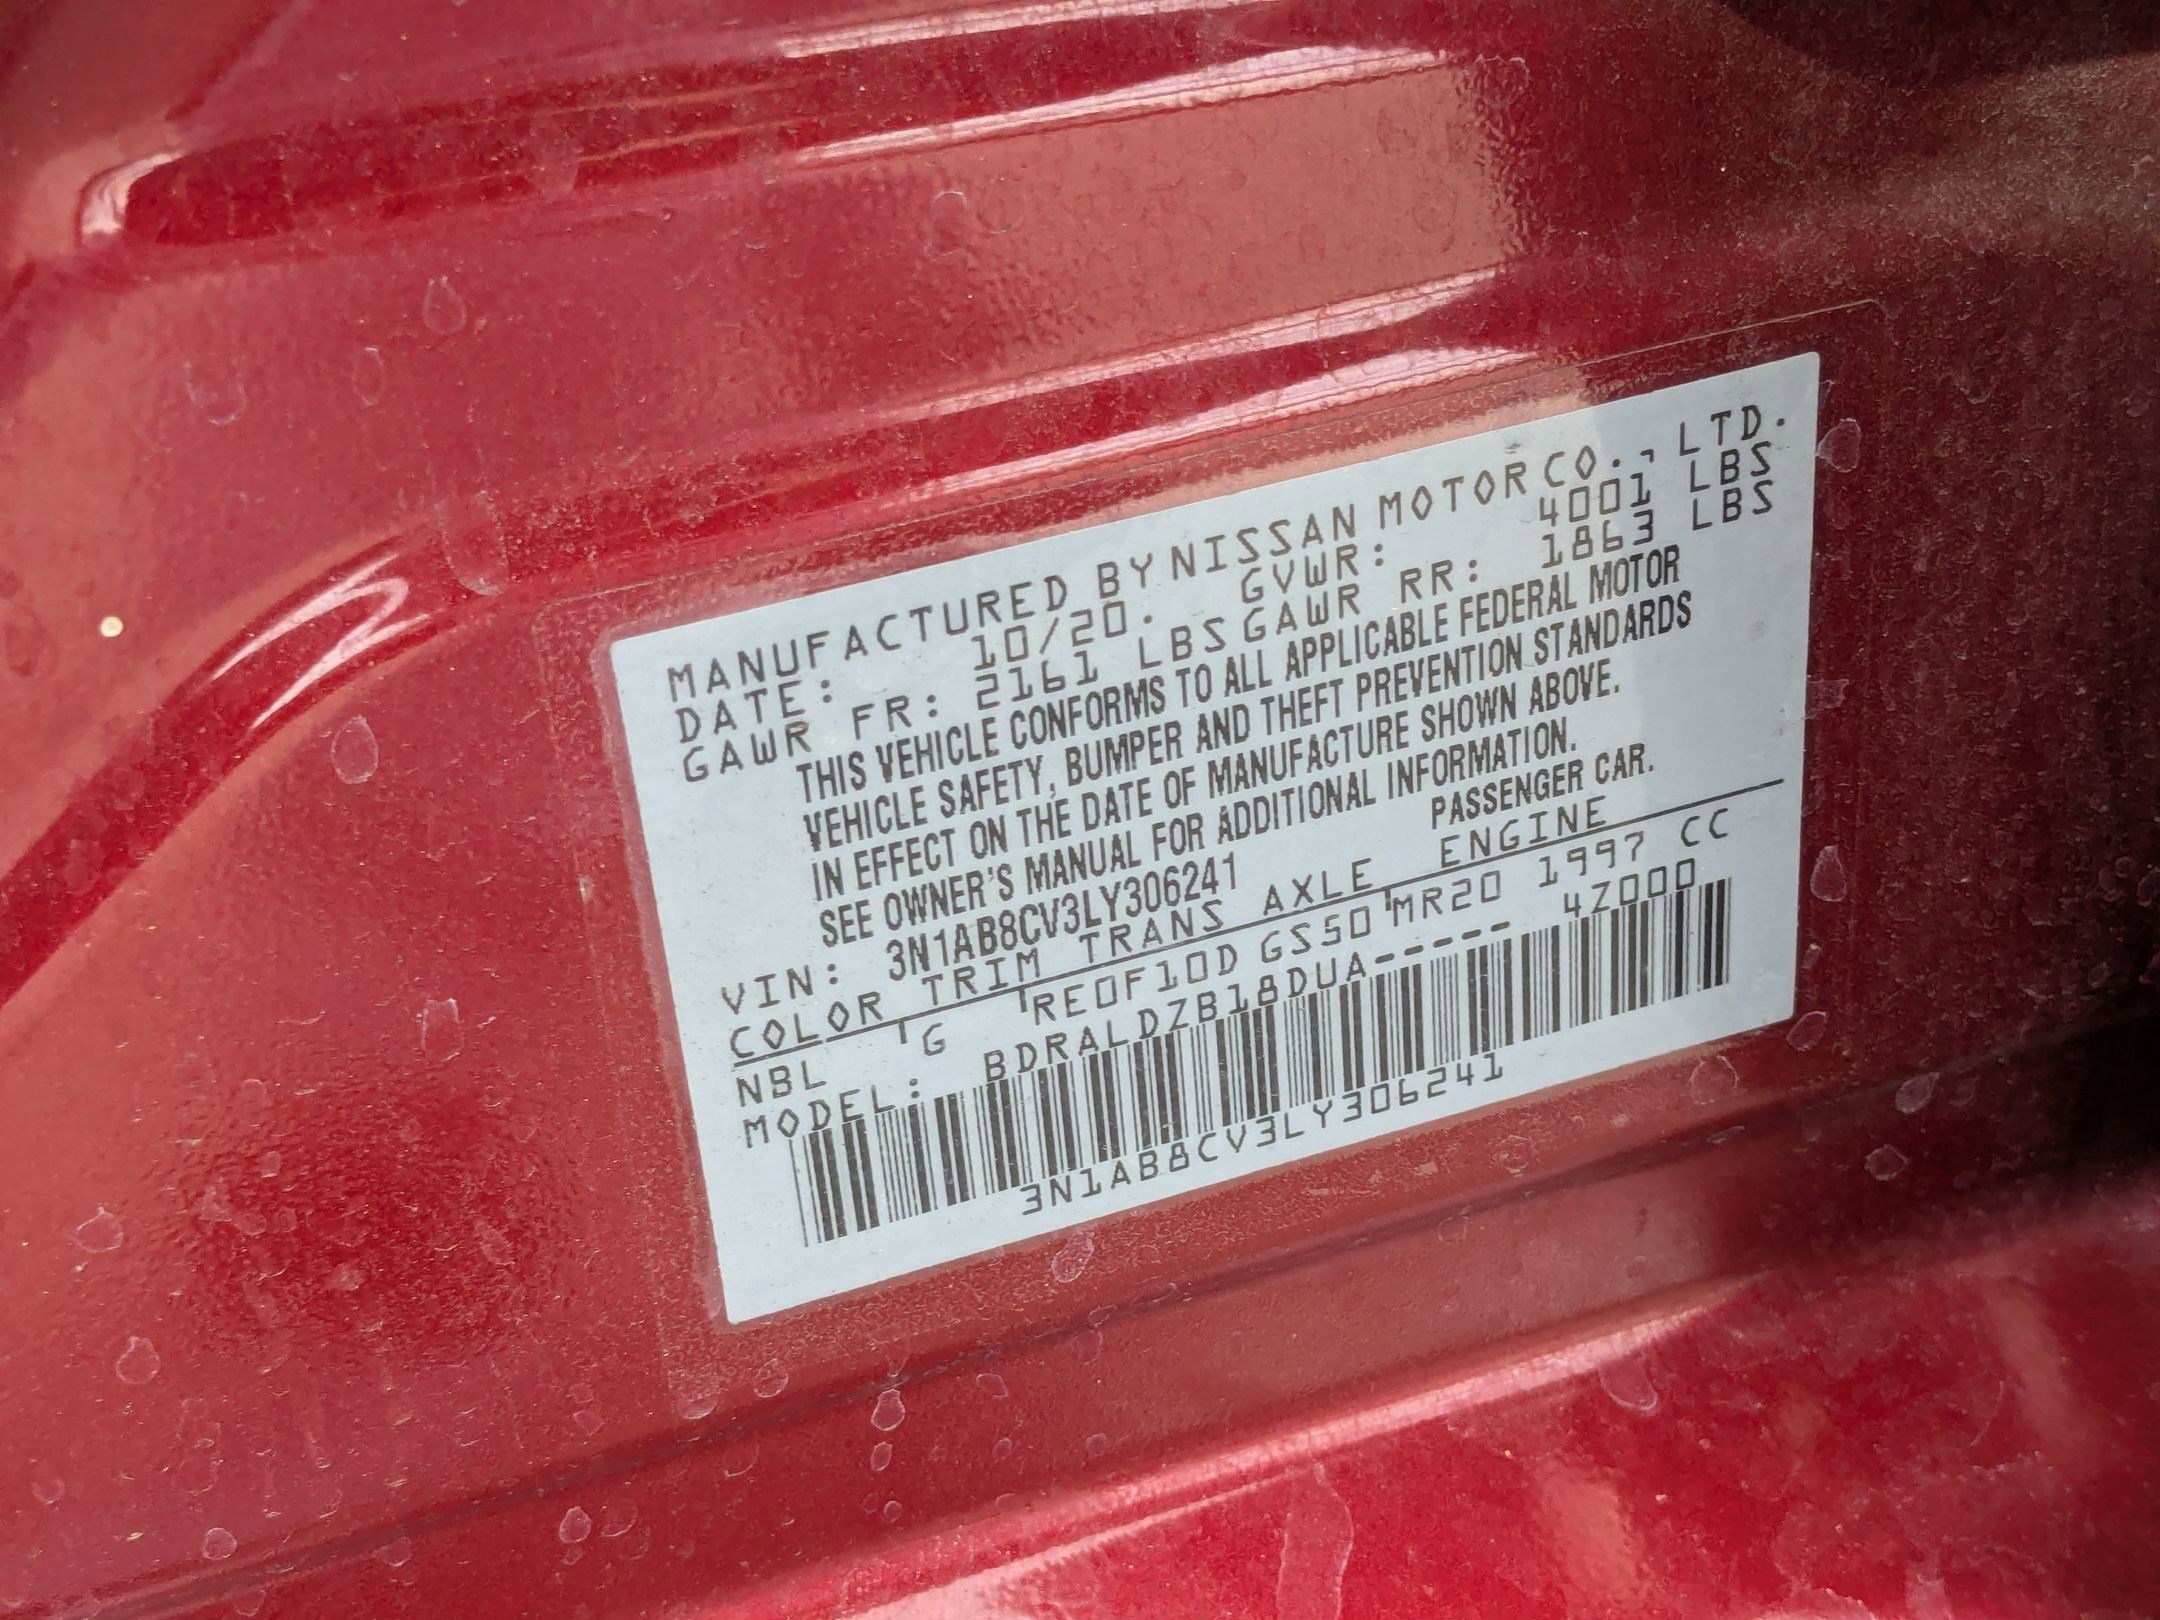 MANUFACTURED BY NISSAN MOTOR CO., LTD.
DATE: 10/20. GVWR: 4001 LBS
GAWR FR: 2161 LBS GAWR RR: 1863 LBS
THIS VEHICLE CONFORMS TO ALL APPLICABLE FEDERAL MOTOR
VEHICLE SAFETY, BUMPER AND THEFT PREVENTION STANDARDS
IN EFFECT ON THE DATE OF MANUFACTURE SHOWN ABOVE.
SEE OWNER'S MANUAL FOR ADDITIONAL INFORMATION.
VIN: 3N1AB8CV3LY306241 PASSENGER CAR.
COLOR TRIM TRANS AXLE ENGINE
NBL G RE0F10D GS50 MR20 1997 CC
MODEL: BDRALDZB18DUA----- 4Z000
3N1AB8CV3LY306241